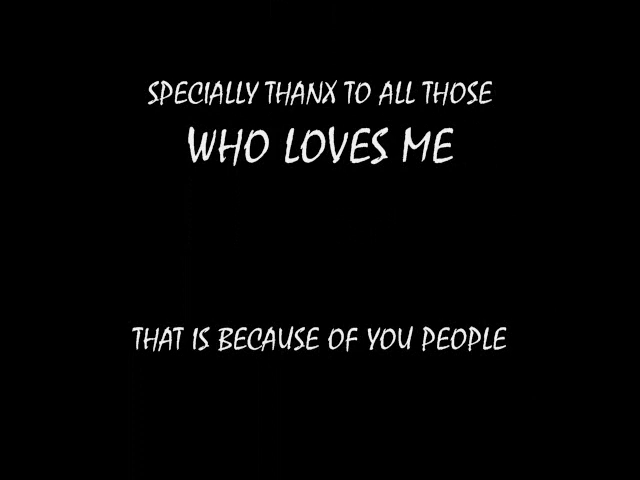 SPECIALLY THANX TO ALL THOSE
WHO LOVES ME
THAT IS BECAUSE OF YOU PEOPLE